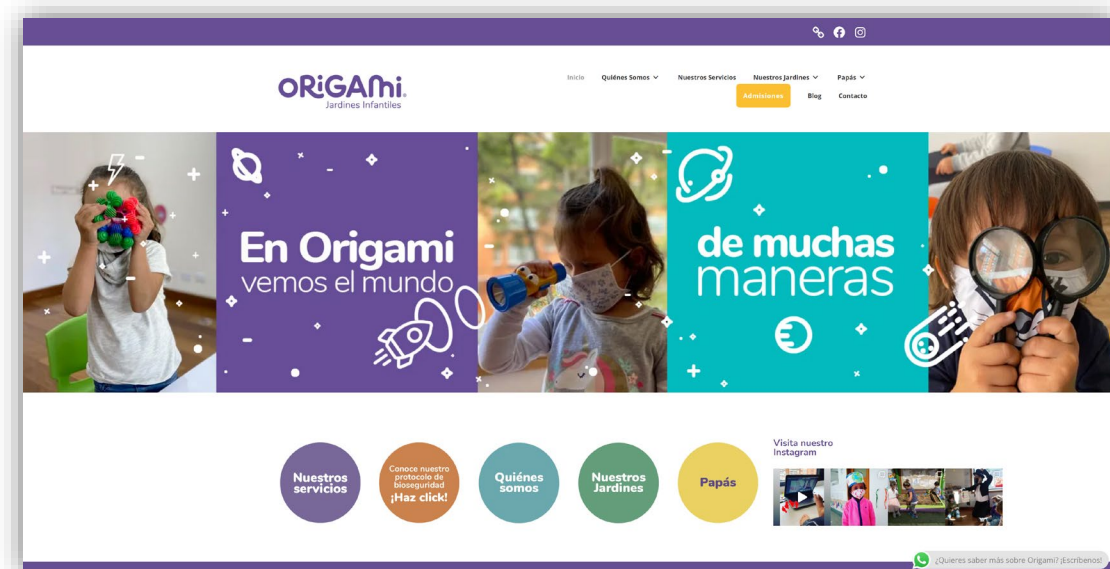 ORiGAMi.
Jardines Infantiles
Inicio Quiénes Somos Nuestros Servicios Nuestros Jardines Papás
Admisiones Blog Contacto
En Origami
vemos el mundo
de muchas
maneras
Nuestros
servicios
Conoce nuestro
protocolo de
bioseguridad
¡Haz click!
Quiénes
somos
Nuestros
Jardines
Papás
Visita nuestro
Instagram
¿Quieres saber más sobre Origami? ¡Escríbenos!